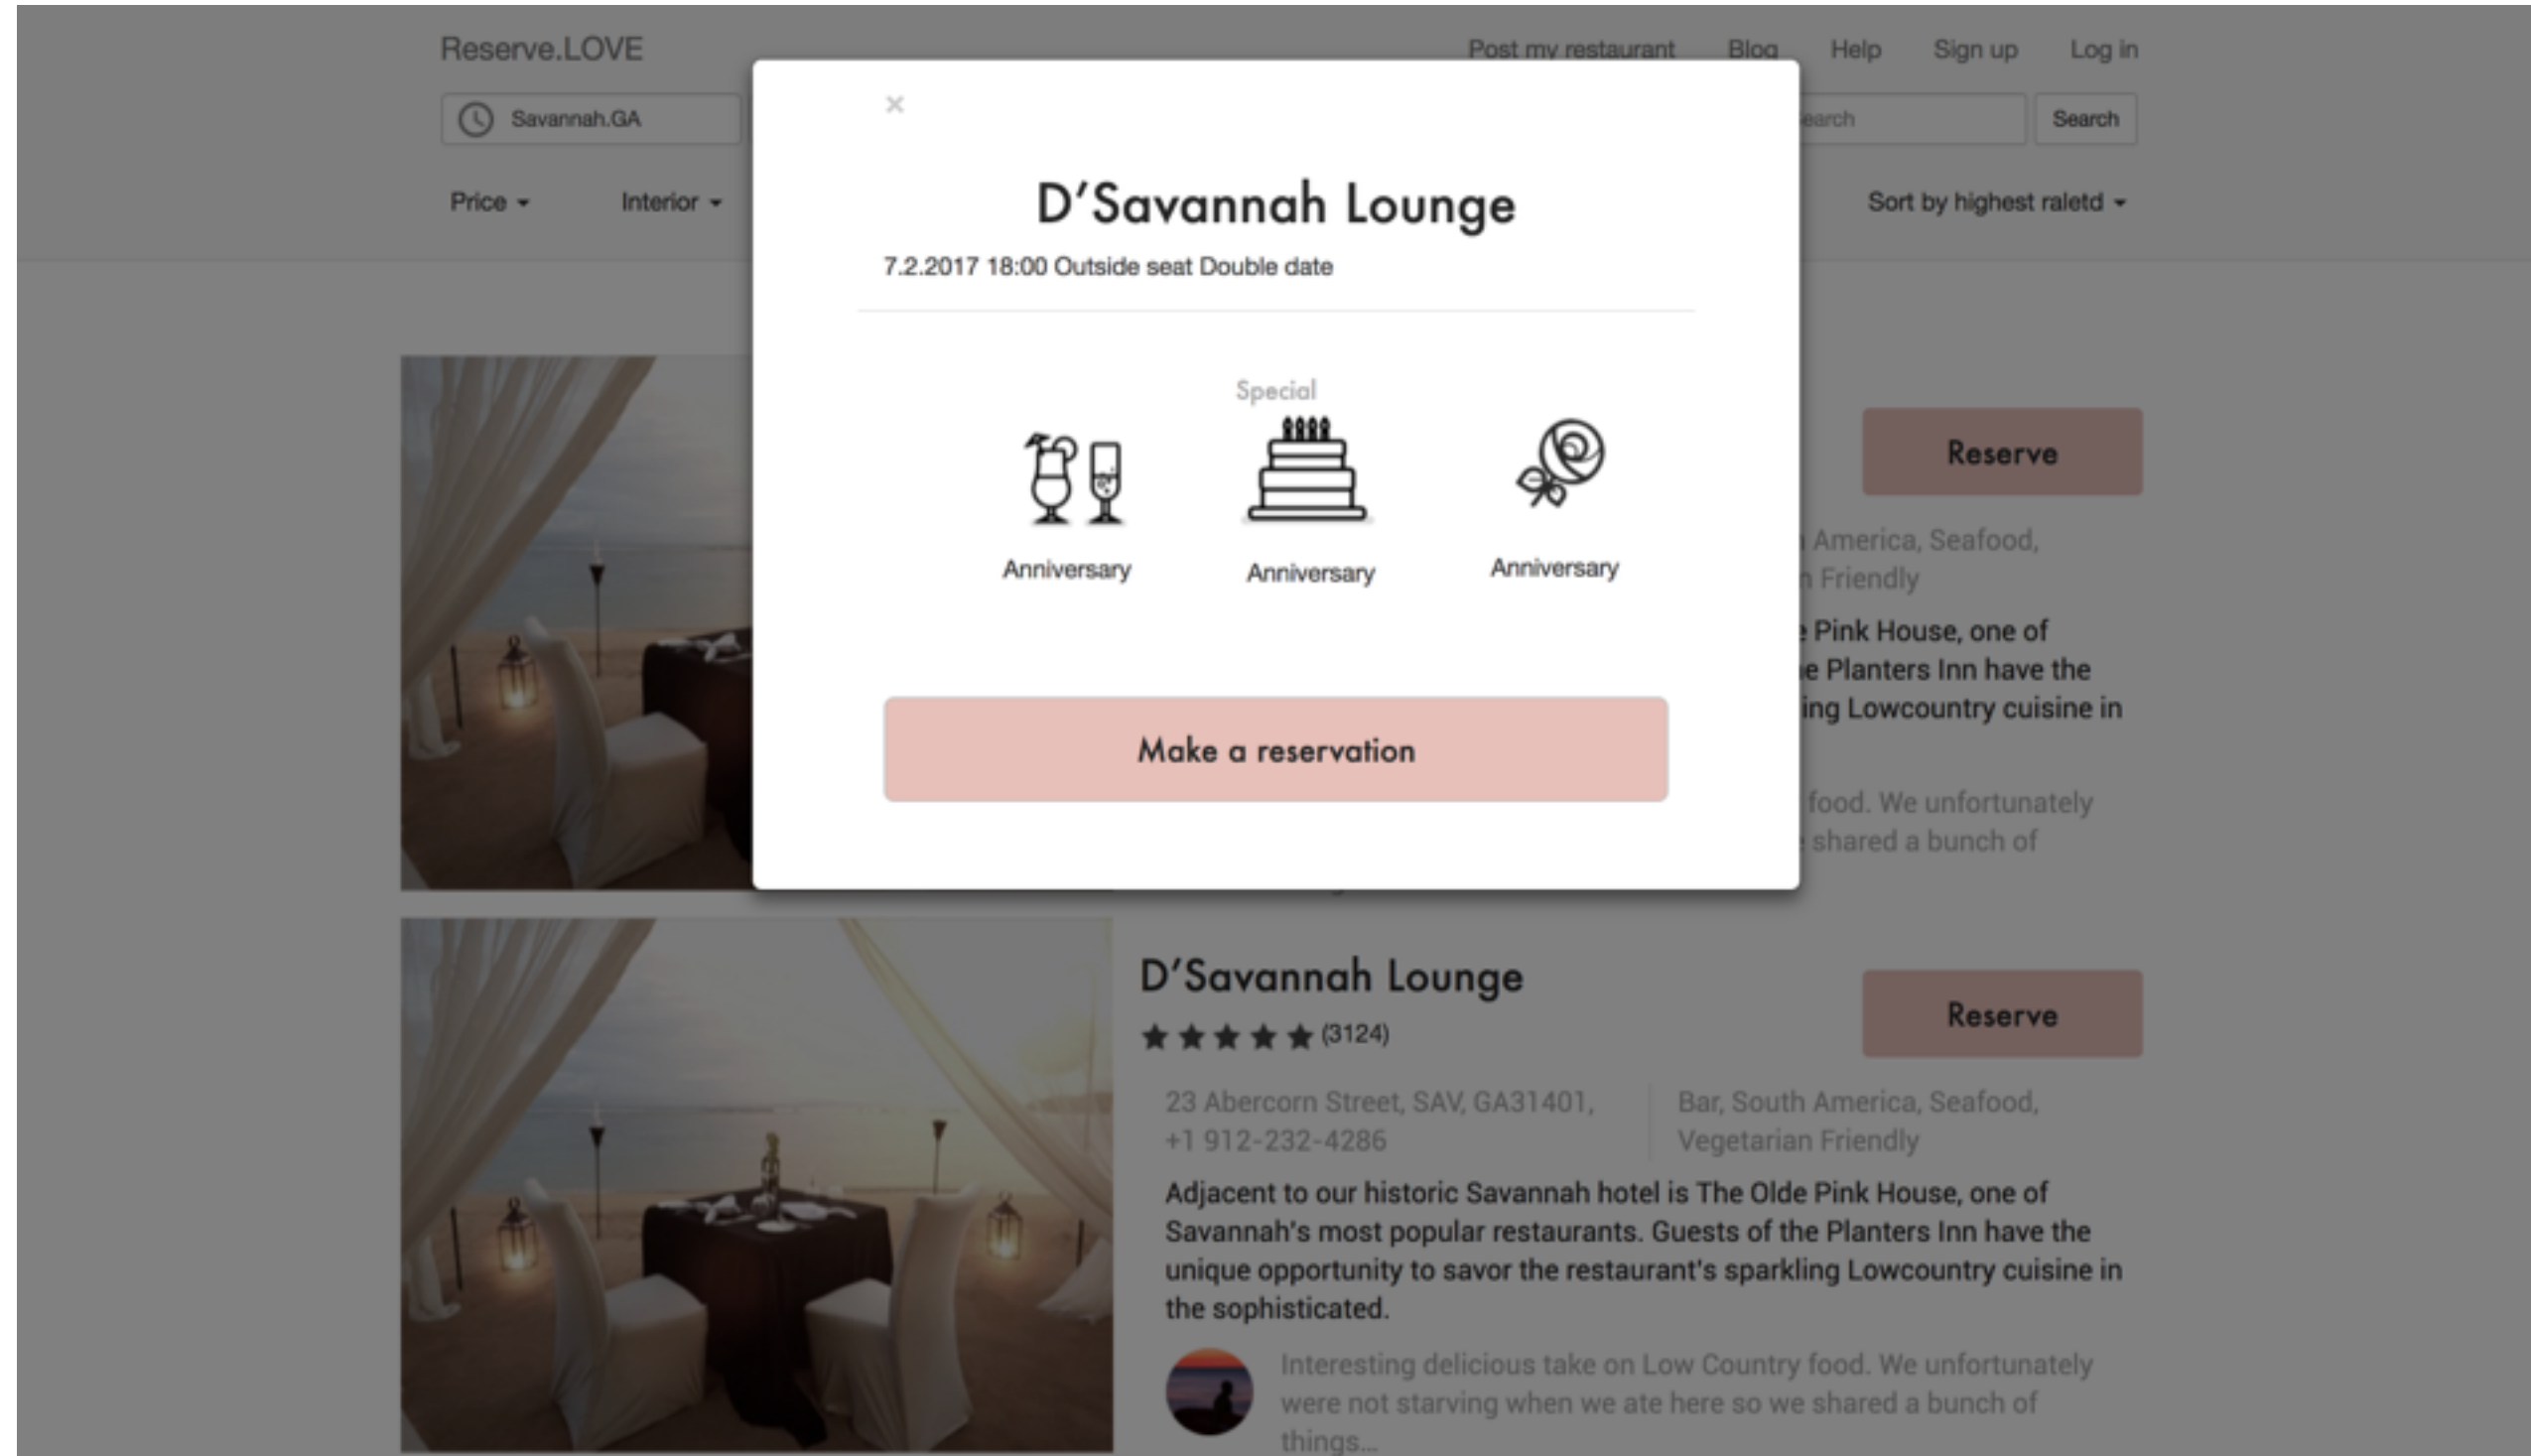 Reserve.LOVE
Post my restaurant Blog Help Sign up Log in
Savannah.GA
earch
Search
Price
Interior
Sort by highest raletd
×
D'Savannah Lounge
7.2.2017 18:00 Outside seat Double date
Special
Anniversary
Anniversary
Anniversary
Make a reservation
Reserve
America, Seafood,
Friendly
Pink House, one of
Planters Inn have the
ing Lowcountry cuisine in
food. We unfortunately
shared a bunch of
D'Savannah Lounge
Reserve
(3124)
23 Abercorn Street, SAV, GA31401,
+1 912-232-4286
Bar, South America, Seafood,
Vegetarian Friendly
Adjacent to our historic Savannah hotel is The Olde Pink House, one of
Savannah's most popular restaurants. Guests of the Planters Inn have the
unique opportunity to savor the restaurant's sparkling Lowcountry cuisine in
the sophisticated.
Interesting delicious take on Low Country food. We unfortunately
were not starving when we ate here so we shared a bunch of
things...